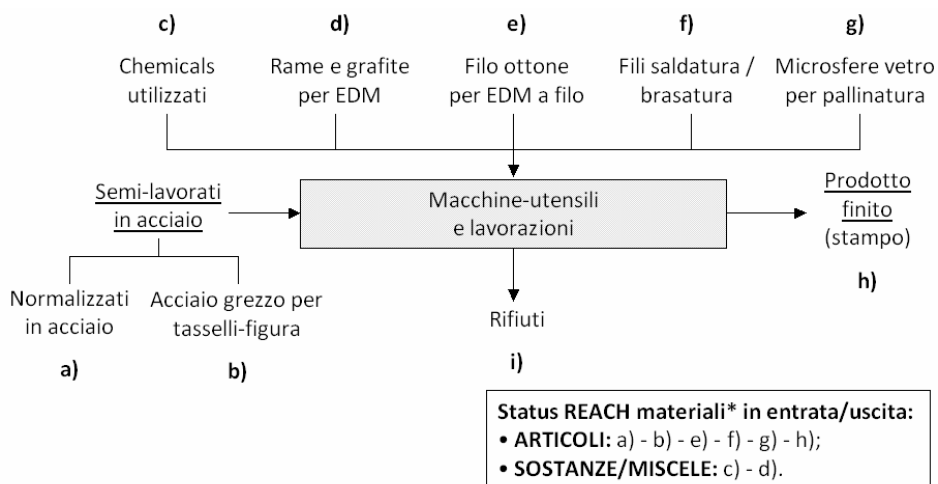 c)
d)
e)
f)
g)
Chemicals
utilizzati
Rame e grafite
per EDM
Filo ottone
per EDM a filo
Fili saldatura /
brasatura
Microsfere vetro
per pallinatura
Semi-lavorati
in acciaio
Macchine-utensili
e lavorazioni
Prodotto
finito
(stampo)
h)
Normalizzati
in acciaio
a)
Acciaio grezzo per
tasselli-figura
b)
Rifiuti
i)
Status REACH materiali* in entrata/uscita:
• ARTICOLI: a) - b) - e) - f) - g) - h);
• SOSTANZE/MISCELE: c) - d).